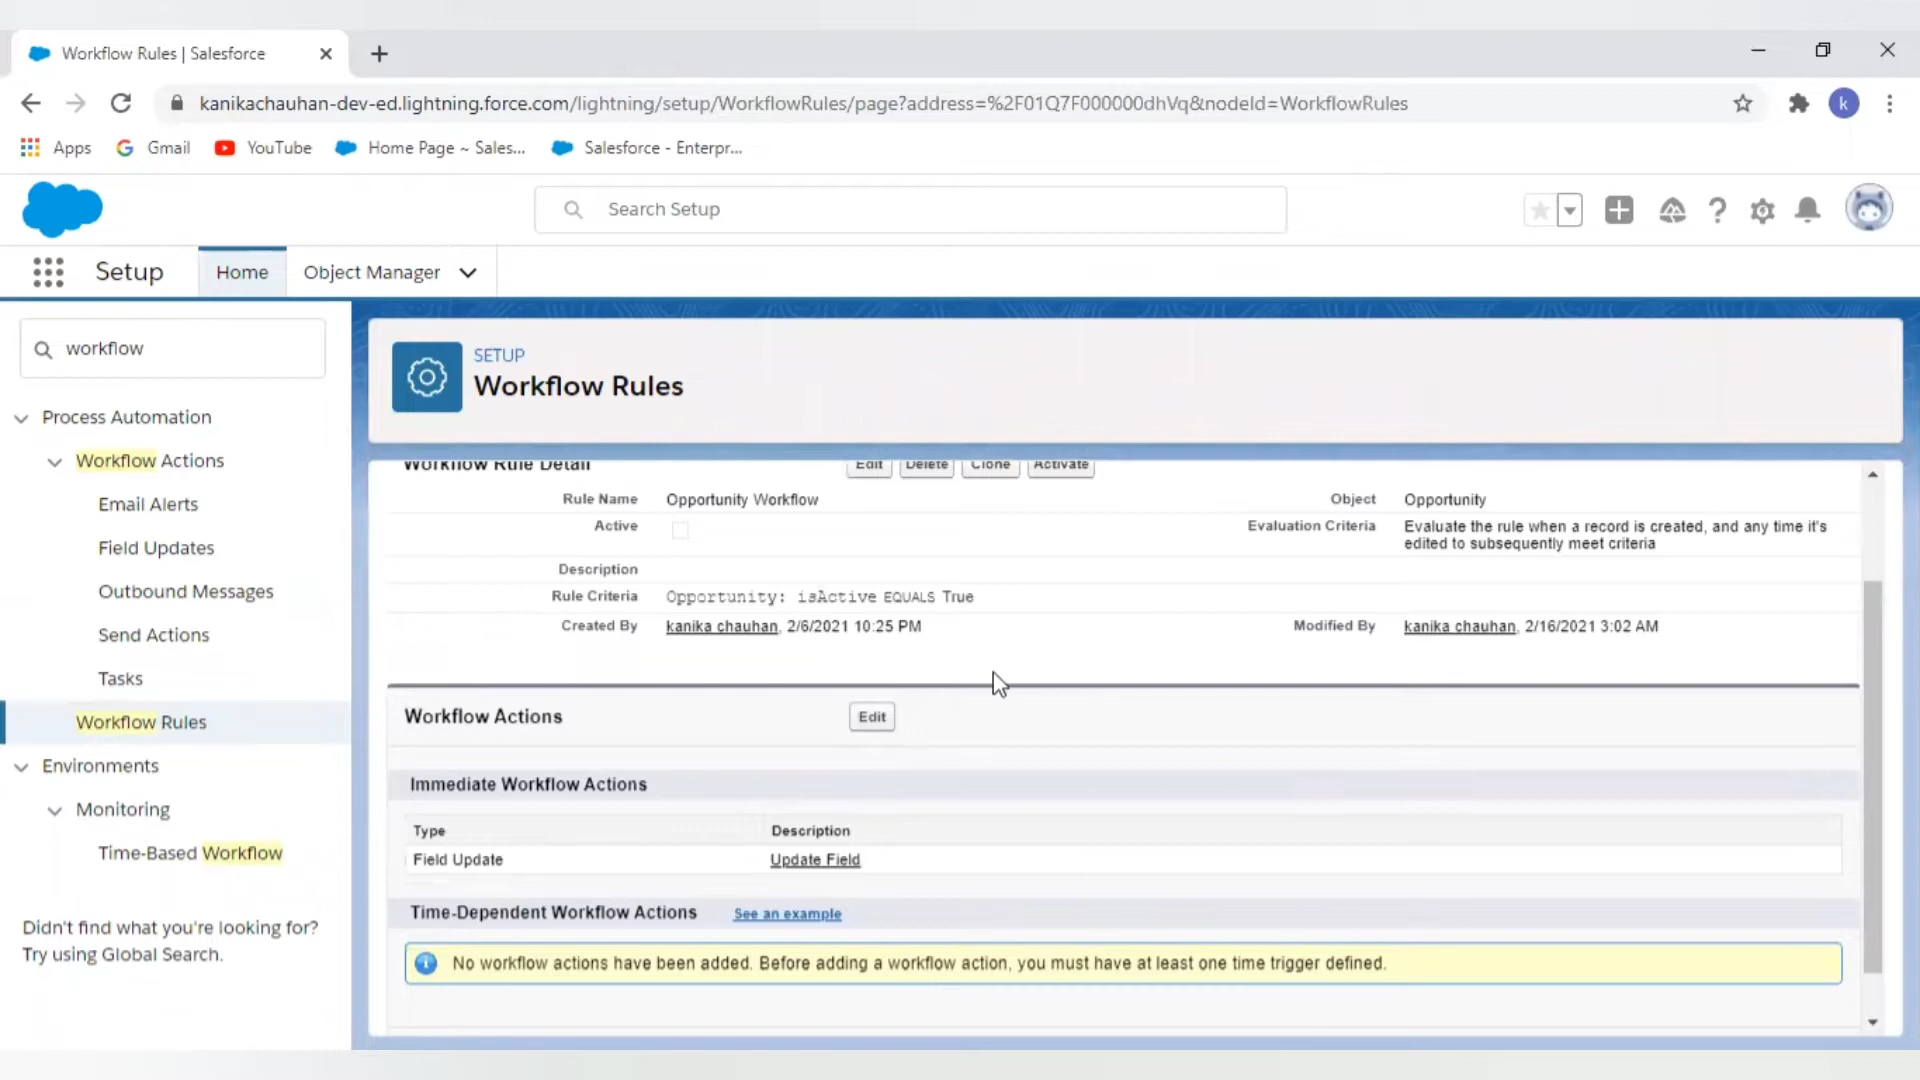 Workflow Rules | Salesforce
kanikachauhan-dev-ed.lightning.force.com/lightning/setup/WorkflowRules/page?address=%2F01Q7F000000dhVq&nodeId=WorkflowRules
k
Apps
Gmail
YouTube
Home Page ~ Sales...
Salesforce - Enterpr...
Search Setup
Setup
Home
Object Manager
workflow
Process Automation
Workflow Actions
Email Alerts
Field Updates
Outbound Messages
Send Actions
Tasks
Workflow Rules
Environments
Monitoring
Time-Based Workflow
Didn't find what you're looking for?
Try using Global Search.
SETUP
Workflow Rules
Workflow Rule Detail
Edit
Delete
Clone
Activate
Rule Name
Opportunity Workflow
Object
Opportunity
Active
Evaluation Criteria
Evaluate the rule when a record is created, and any time it's
edited to subsequently meet criteria
Description
Rule Criteria
Opportunity: isActive EQUALS True
Created By
kanika chauhan, 2/6/2021 10:25 PM
Modified By
kanika chauhan, 2/16/2021 3:02 AM
Workflow Actions
Edit
Immediate Workflow Actions
Type
Description
Field Update
Update Field
Time-Dependent Workflow Actions
See an example
No workflow actions have been added. Before adding a workflow action, you must have at least one time trigger defined.